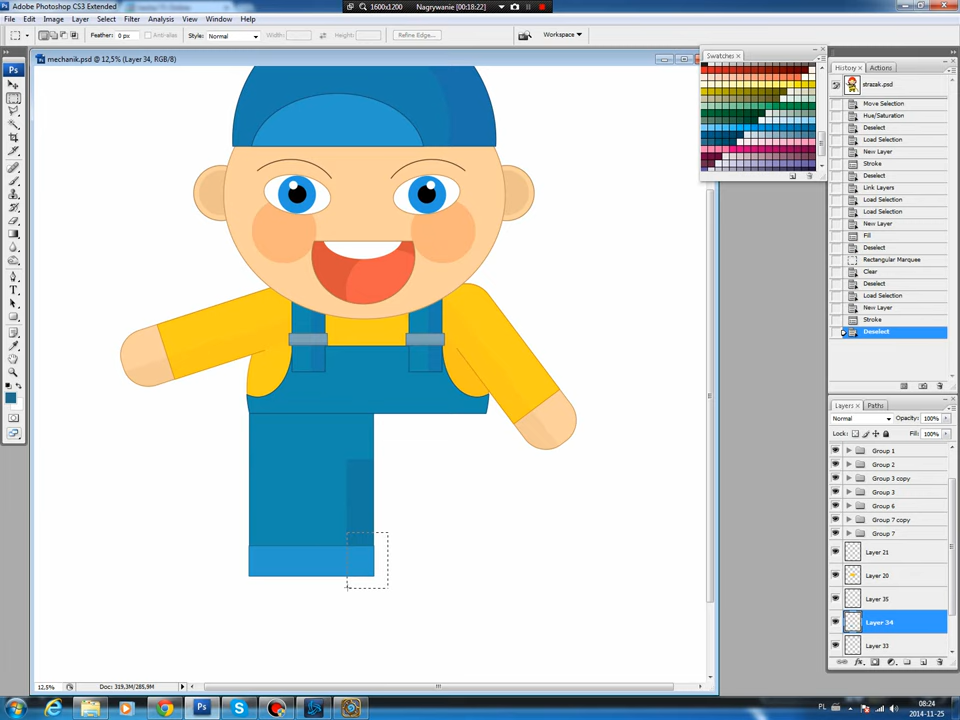 Adobe Photoshop CS3 Extended
1600x1200
Nagrywanie [00:18:22]
File Edit Image Layer Select Filter Analysis View Window Help
Feather: 0 px
Anti-alias
Style: Normal
Width:
Height:
Refine Edge...
Workspace
mechanik.psd @ 12,5% (Layer 34, RGB/8)
Swatches
History
Actions
strazak.psd
Move Selection
Hue/Saturation
Deselect
Load Selection
New Layer
Stroke
Deselect
Link Layers
Load Selection
Load Selection
New Layer
Fill
Deselect
Rectangular Marquee
Clear
Deselect
Load Selection
New Layer
Stroke
Deselect
Layers
Paths
Normal
Opacity: 100%
Lock:
Fill: 100%
Group 1
Group 2
Group 3 copy
Group 3
Group 6
Group 7 copy
Group 7
Layer 21
Layer 20
Layer 35
Layer 34
Layer 33
12,5%
Doc: 319,3M/285,9M
PL
08:24
2014-11-25